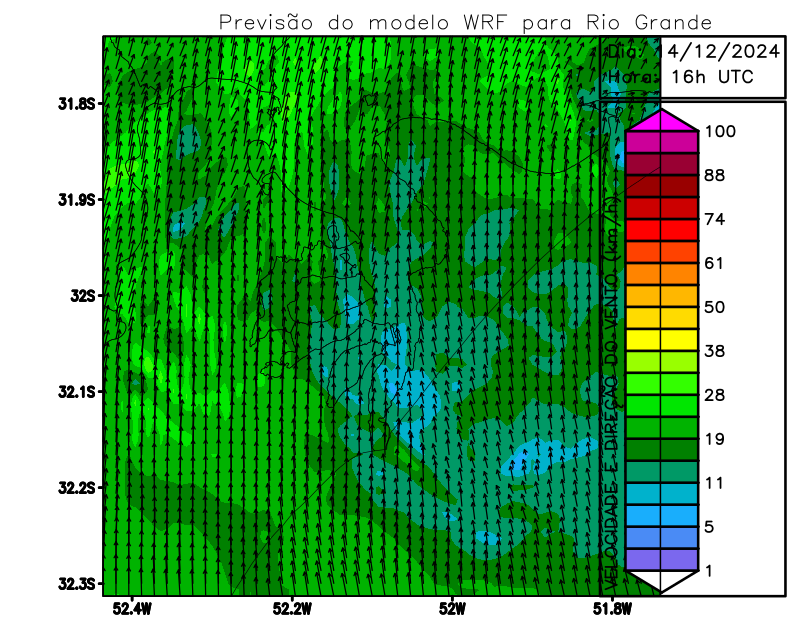 Previsão do modelo WRF para Rio Grande
Dia: 4/12/2024
Hora: 16h UTC
31.8S
31.9S
32S
32.1S
32.2S
32.3S
52.4W
52.2W
52W
51.8W
VELOCIDADE E DIREÇÃO DO VENTO (km/h)
100
88
74
61
50
38
28
19
11
5
1